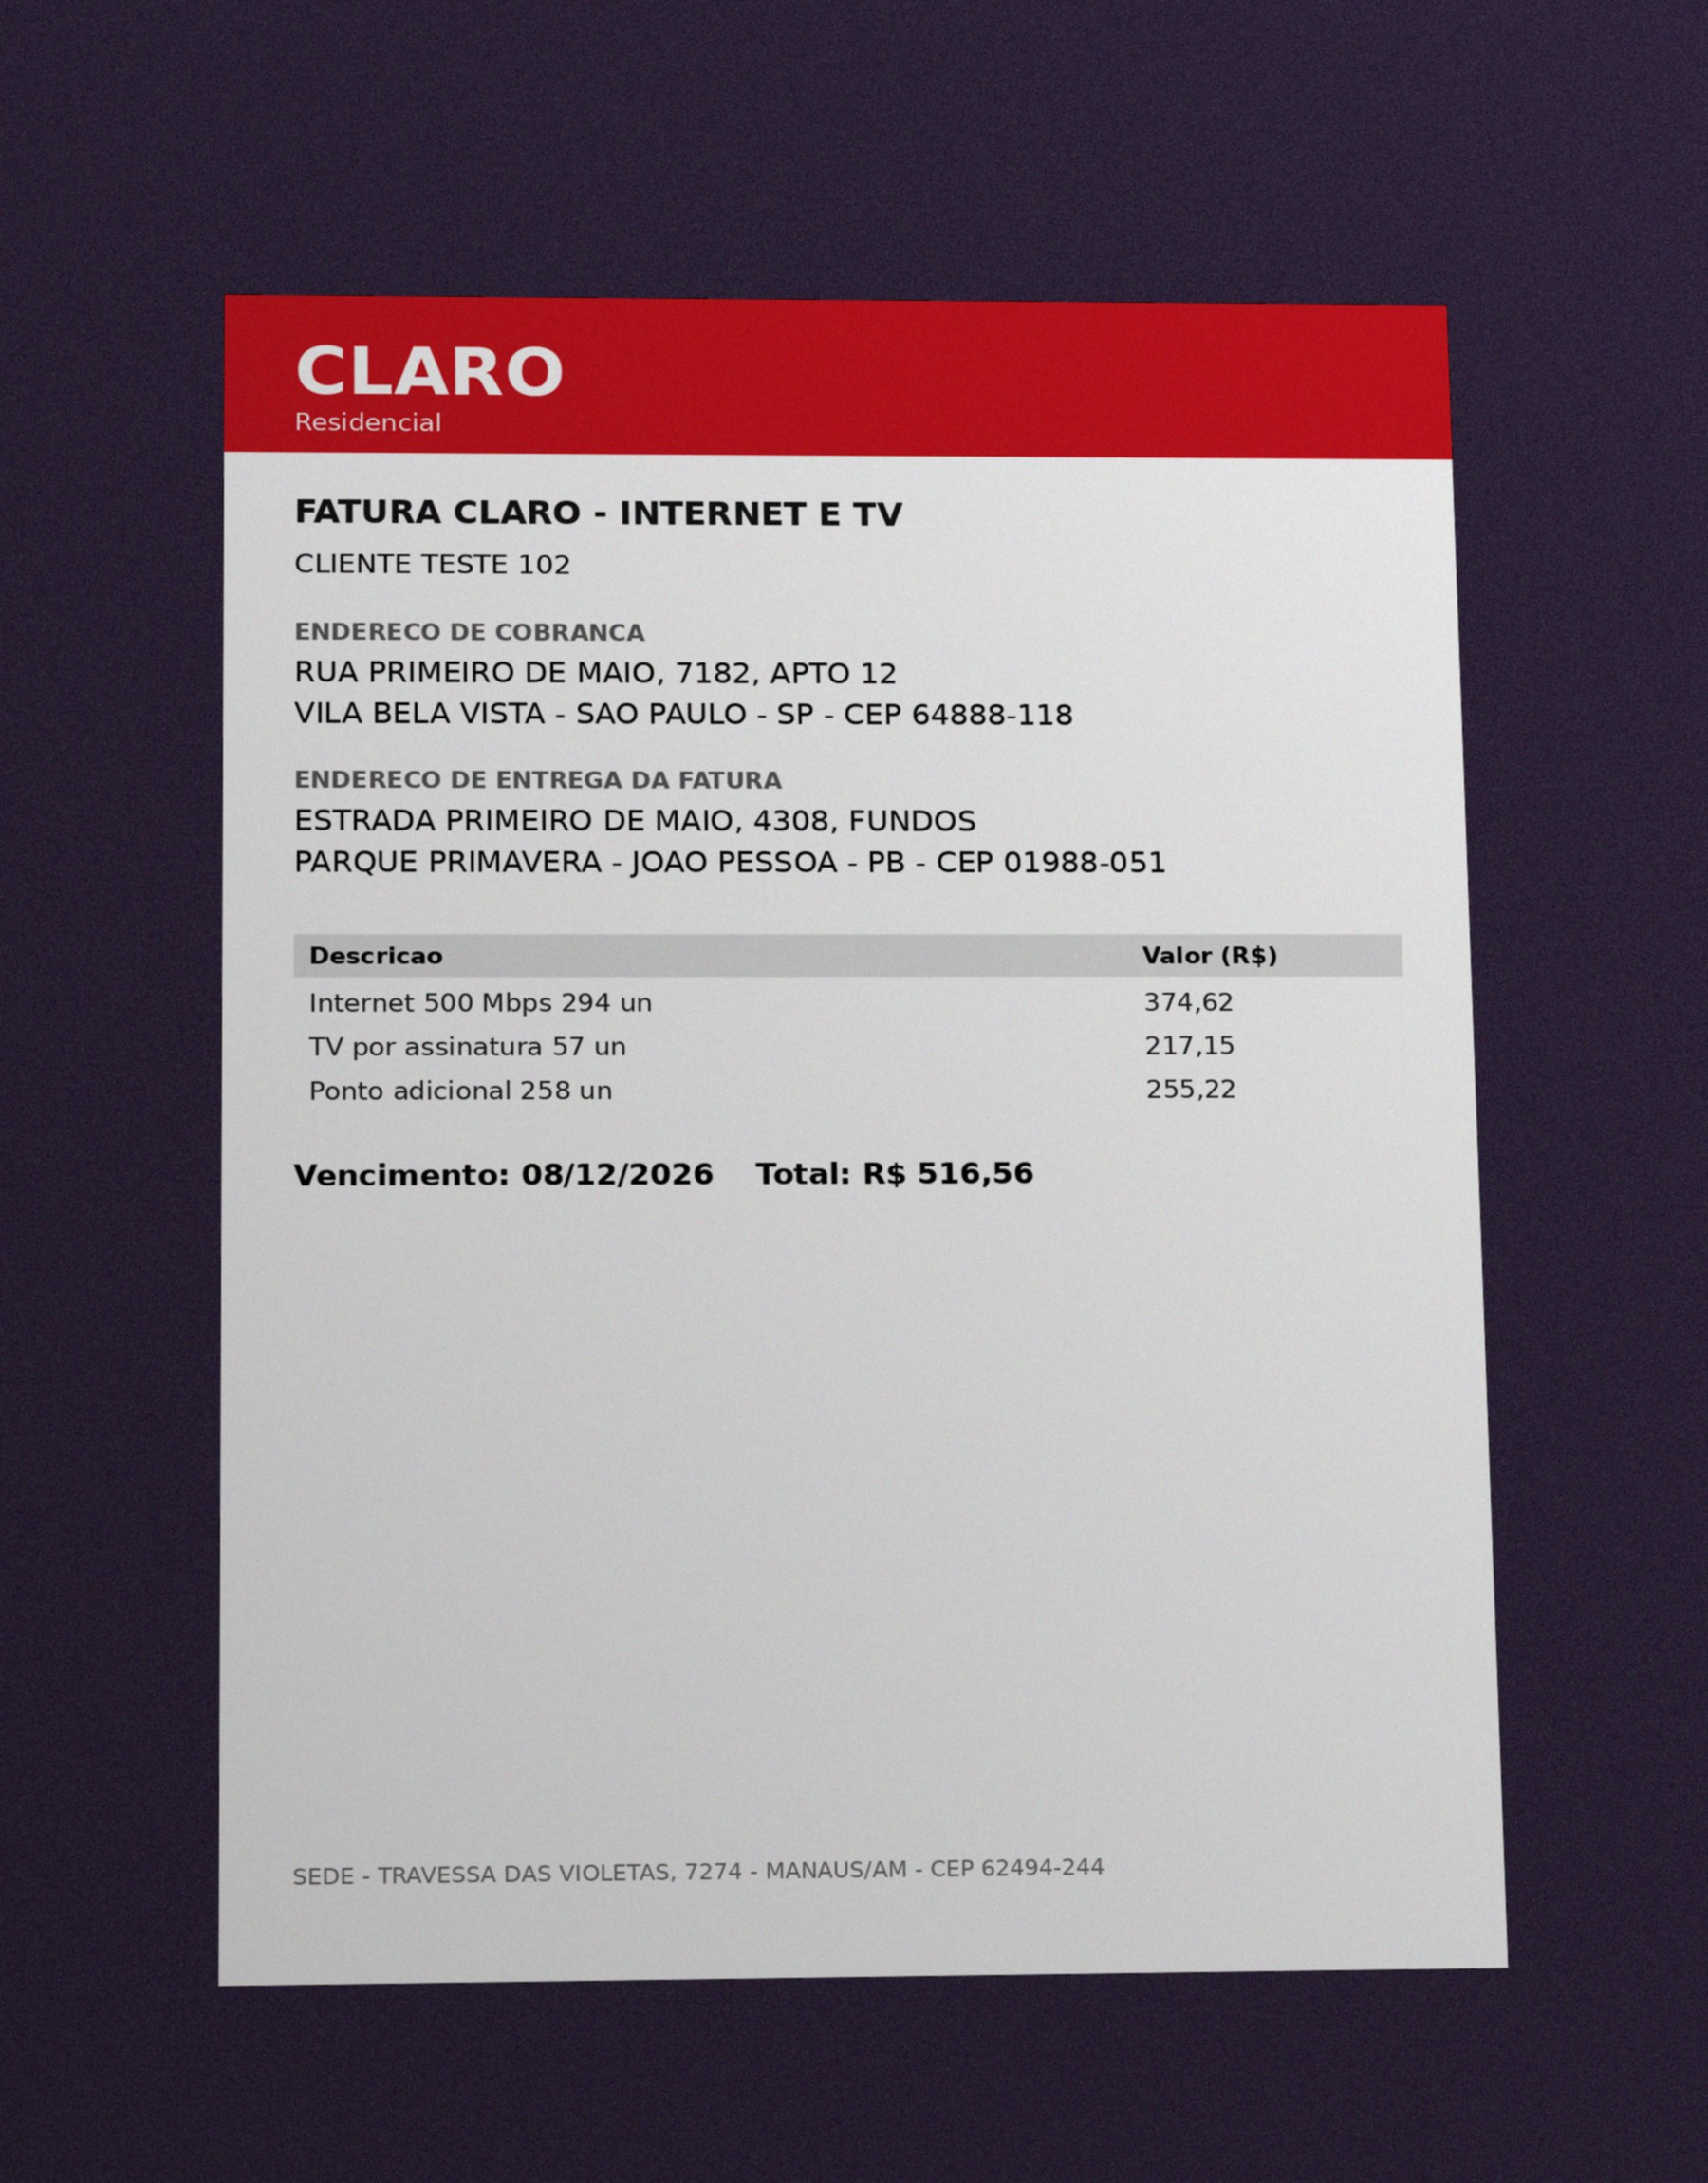 CLARO
Residencial
FATURA CLARO - INTERNET E TV
CLIENTE TESTE 102
ENDERECO DE COBRANCA
RUA PRIMEIRO DE MAIO, 7182, APTO 12
VILA BELA VISTA - SAO PAULO - SP - CEP 64888-118
ENDERECO DE ENTREGA DA FATURA
ESTRADA PRIMEIRO DE MAIO, 4308, FUNDOS
PARQUE PRIMAVERA - JOAO PESSOA - PB - CEP 01988-051
Descricao Valor (R$)
Internet 500 Mbps 294 un 374,62
TV por assinatura 57 un 217,15
Ponto adicional 258 un 255,22
Vencimento: 08/12/2026 Total: R$ 516,56
SEDE - TRAVESSA DAS VIOLETAS, 7274 - MANAUS/AM - CEP 62494-244